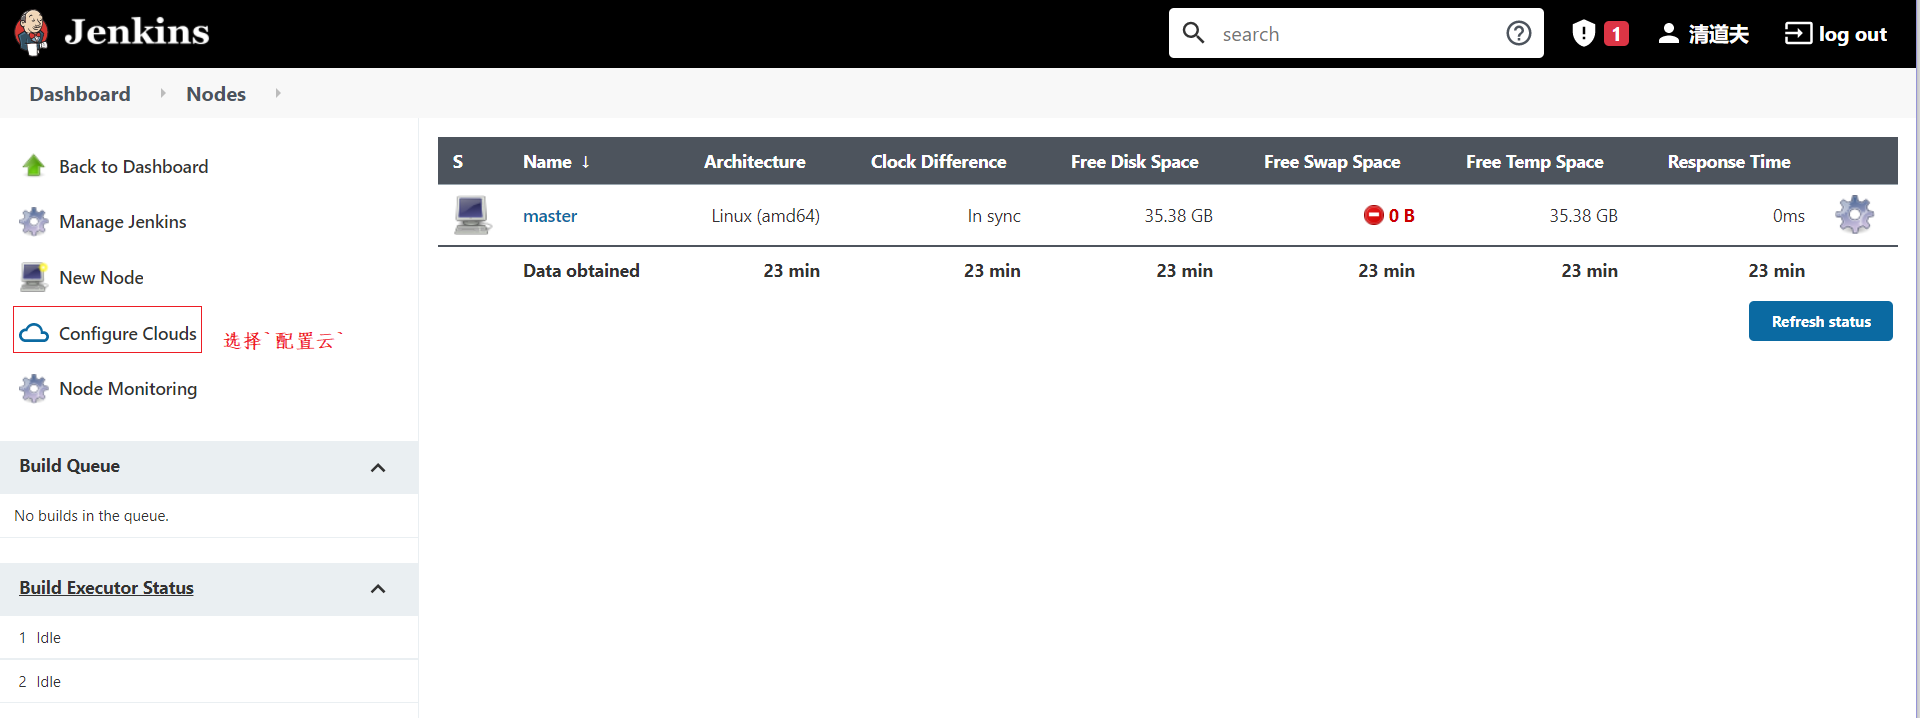 Jenkins
search
1
清道夫
log out
Dashboard
Nodes
Back to Dashboard
Manage Jenkins
New Node
Configure Clouds
选择`配置云`
Node Monitoring
Build Queue
No builds in the queue.
Build Executor Status
1 Idle
2 Idle
S Name ↓ Architecture Clock Difference Free Disk Space Free Swap Space Free Temp Space Response Time
master Linux (amd64) In sync 35.38 GB 0 B 35.38 GB 0ms
Data obtained 23 min 23 min 23 min 23 min 23 min 23 min
Refresh status